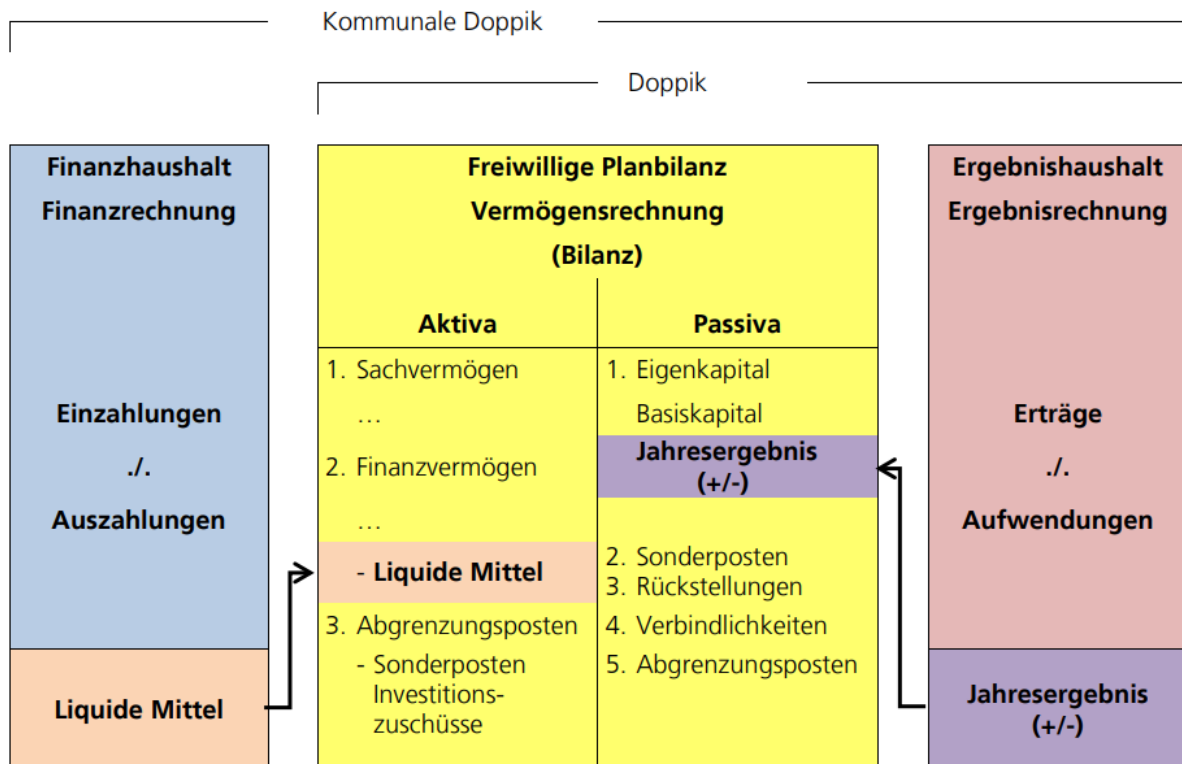 Kommunale Doppik
Doppik
Finanzhaushalt
Finanzrechnung
Einzahlungen
./.
Auszahlungen
Liquide Mittel
Freiwillige Planbilanz
Vermögensrechnung
(Bilanz)
Aktiva
1. Sachvermögen
...
2. Finanzvermögen
...
- Liquide Mittel
3. Abgrenzungsposten
- Sonderposten
Investitions-
zuschüsse
Passiva
1. Eigenkapital
Basiskapital
Jahresergebnis
(+/-)
2. Sonderposten
3. Rückstellungen
4. Verbindlichkeiten
5. Abgrenzungsposten
Ergebnishaushalt
Ergebnisrechnung
Erträge
./.
Aufwendungen
Jahresergebnis
(+/-)